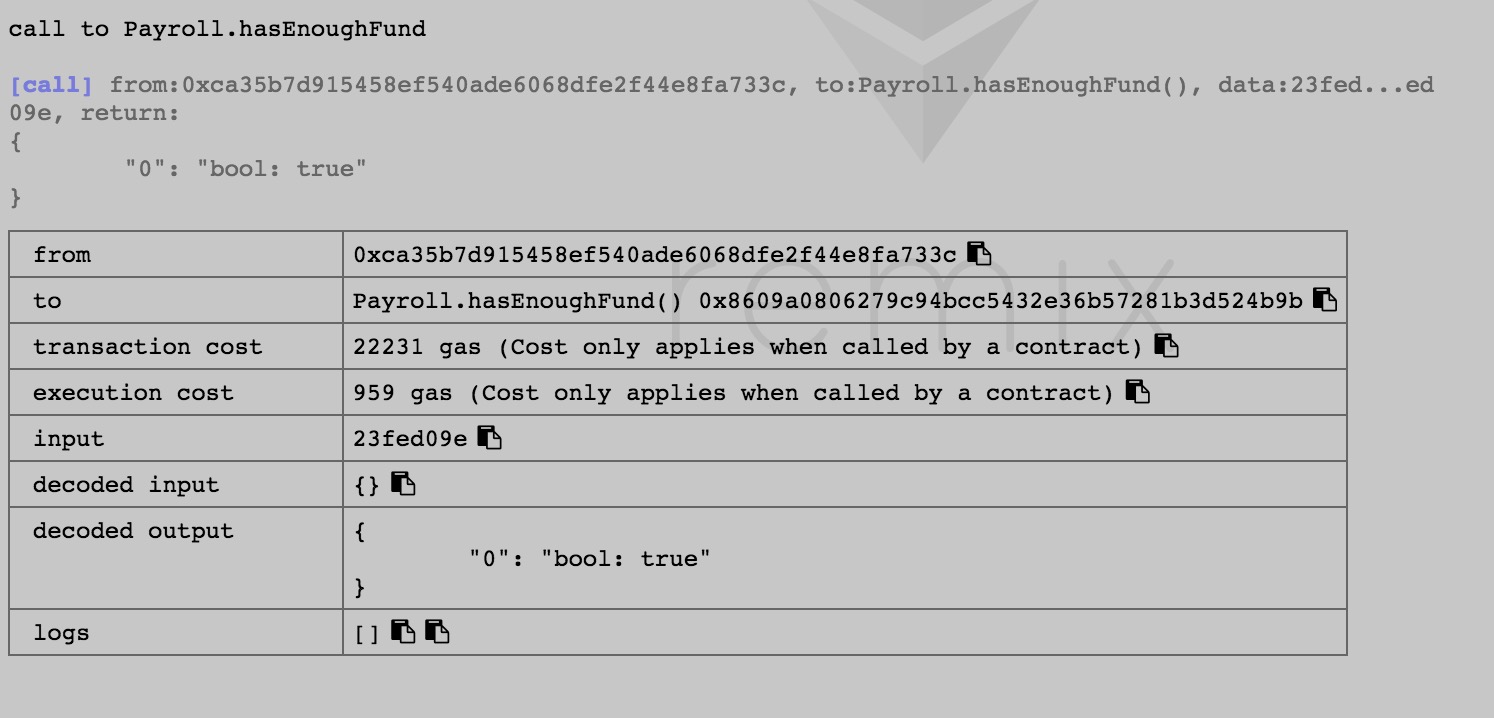 call to Payroll.hasEnoughFund
[call] from:0xca35b7d915458ef540ade6068dfe2f44e8fa733c, to:Payroll.hasEnoughFund(), data:23fed...ed
09e, return:
{
"0": "bool: true"
}
from 0xca35b7d915458ef540ade6068dfe2f44e8fa733c
to Payroll.hasEnoughFund() 0x8609a0806279c94bcc5432e36b57281b3d524b9b
remix
transaction cost 22231 gas (Cost only applies when called by a contract)
execution cost 959 gas (Cost only applies when called by a contract)
input 23fed09e
decoded input {}
decoded output {
"0": "bool: true"
}
logs []